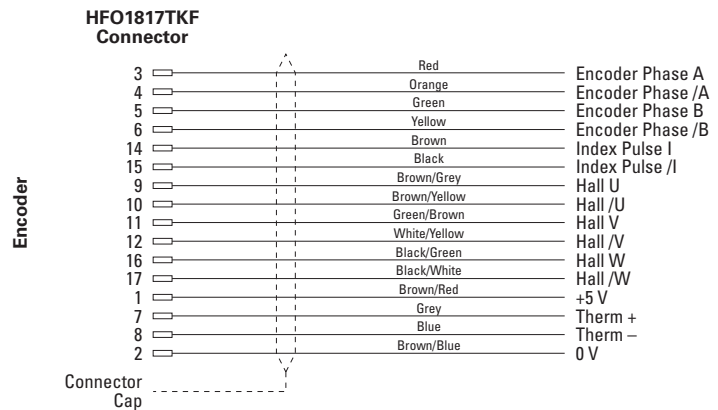 HFO1817TKF
Connector
Encoder
3 Red Encoder Phase A
4 Orange Encoder Phase /A
5 Green Encoder Phase B
6 Yellow Encoder Phase /B
14 Brown Index Pulse I
15 Black Index Pulse /I
9 Brown/Grey Hall U
10 Brown/Yellow Hall /U
11 Green/Brown Hall V
12 White/Yellow Hall /V
16 Black/Green Hall W
17 Black/White Hall /W
1 Brown/Red +5 V
7 Grey Therm +
8 Blue Therm –
2 Brown/Blue 0 V
Connector
Cap